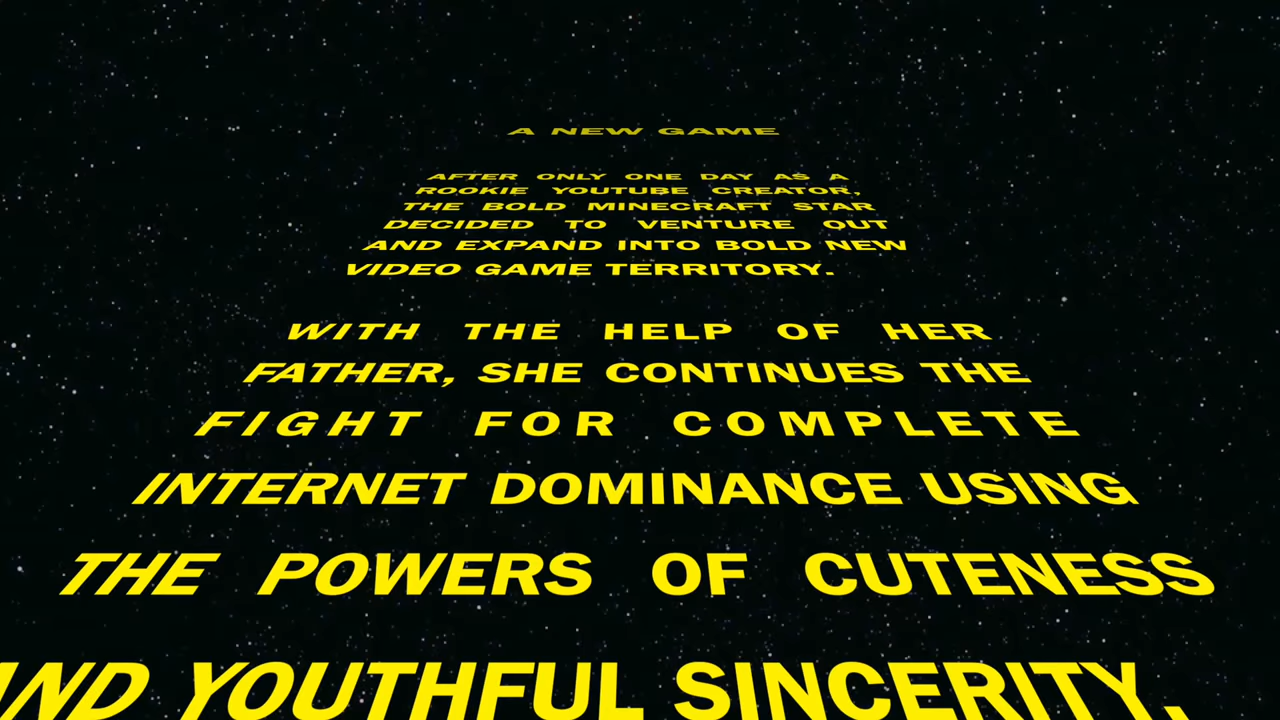 A NEW GAME
AFTER ONLY ONE DAY AS A
ROOKIE YOUTUBE CREATOR,
THE BOLD MINECRAFT STAR
DECIDED TO VENTURE OUT
AND EXPAND INTO BOLD NEW
VIDEO GAME TERRITORY.
WITH THE HELP OF HER
FATHER, SHE CONTINUES THE
FIGHT FOR COMPLETE
INTERNET DOMINANCE USING
THE POWERS OF CUTENESS
AND YOUTHFUL SINCERITY.